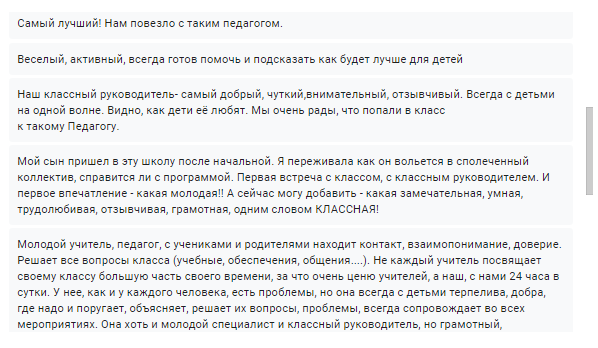 Самый лучший! Нам повезло с таким педагогом.
Веселый, активный, всегда готов помочь и подсказать как будет лучше для детей
Наш классный руководитель- самый добрый, чуткий,внимательный, отзывчивый. Всегда с детьми
на одной волне. Видно, как дети её любят. Мы очень рады, что попали в класс
к такому Педагогу.
Мой сын пришел в эту школу после начальной. Я переживала как он вольется в сплоченный
коллектив, справится ли с программой. Первая встреча с классом, с классным руководителем. И
первое впечатление - какая молодая!! А сейчас могу добавить - какая замечательная, умная,
трудолюбивая, отзывчивая, грамотная, одним словом КЛАССНАЯ!
Молодой учитель, педагог, с учениками и родителями находит контакт, взаимопонимание, доверие.
Решает все вопросы класса (учебные, обеспечения, общения....). Не каждый учитель посвящает
своему классу большую часть своего времени, за что очень ценю учителей, а наш, с нами 24 часа в
сутки. У нее, как и у каждого человека, есть проблемы, но она всегда с детьми терпелива, добра,
где надо и поругает, объясняет, решает их вопросы, проблемы, всегда сопровождает во всех
мероприятиях. Она хоть и молодой специалист и классный руководитель, но грамотный,